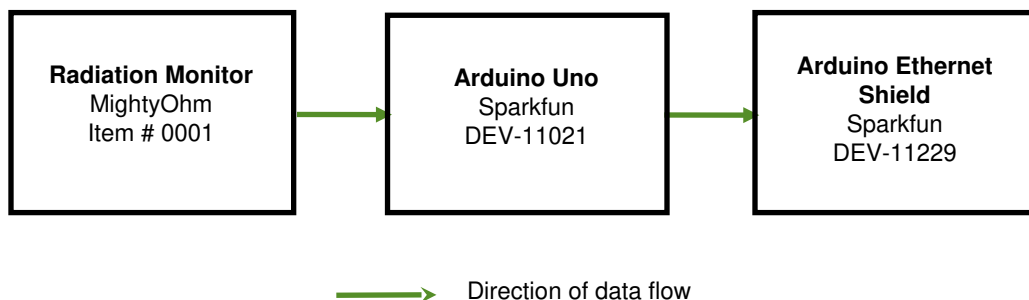 Radiation Monitor
MightyOhm
Item # 0001
Arduino Uno
Sparkfun
DEV-11021
Arduino Ethernet
Shield
Sparkfun
DEV-11229
Direction of data flow